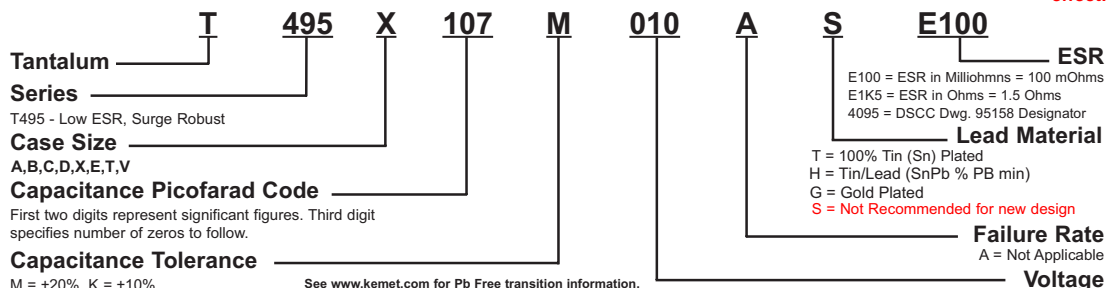 T 495 X 107 M 010 A S E100
Tantalum
Series
T495 - Low ESR, Surge Robust
Case Size
A,B,C,D,X,E,T,V
Capacitance Picofarad Code
First two digits represent significant figures. Third digit
specifies number of zeros to follow.
Capacitance Tolerance
M = ±20%, K = ±10%
See www.kemet.com for Pb Free transition information.
ESR
E100 = ESR in Milliohmns = 100 mOhms
E1K5 = ESR in Ohms = 1.5 Ohms
4095 = DSCC Dwg. 95158 Designator
Lead Material
T = 100% Tin (Sn) Plated
H = Tin/Lead (SnPb % PB min)
G = Gold Plated
S = Not Recommended for new design
Failure Rate
A = Not Applicable
Voltage